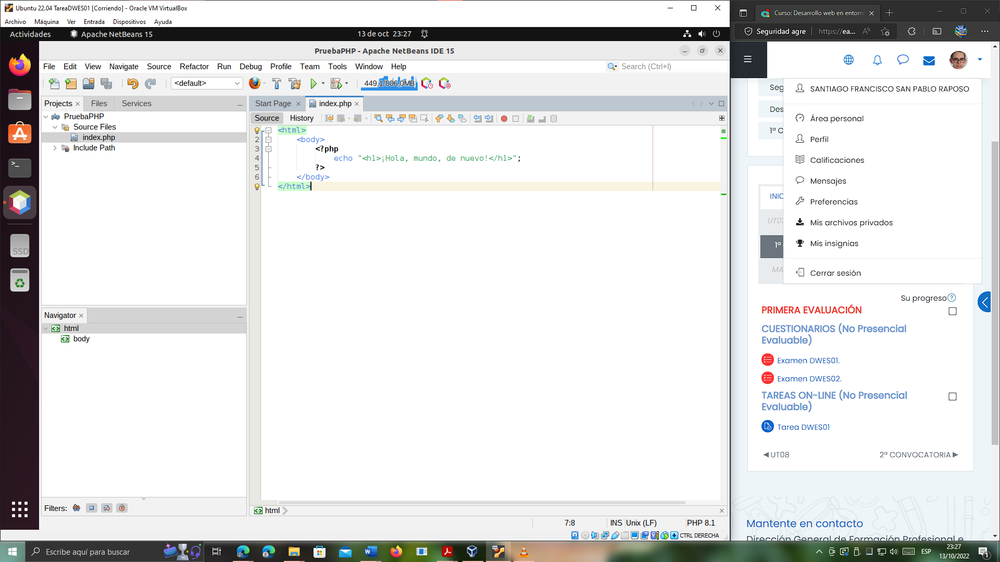 Ubuntu 22.04 TareaDWES01 [Corriendo] - Oracle VM VirtualBox
Archivo Máquina Ver Entrada Dispositivos Ayuda
Actividades Apache NetBeans 15 13 de oct 23:27
PruebaPHP - Apache NetBeans IDE 15
File Edit View Navigate Source Refactor Run Debug Profile Team Tools Window Help
Search (Ctrl+I)
<default>
449,1/806,0MB
Projects Files Services
PruebaPHP
Source Files
index.php
Include Path
Start Page index.php
Source History
<html>
2 <body>
3 <?php
4 echo "<h1>¡Hola, mundo, de nuevo!</h1>";
5 ?>
6 </body>
</html>
Navigator
html
body
Filters:
html
7:8 INS Unix (LF) PHP 8.1
CTRL DERECHA
SSD
Curso: Desarrollo web en entorn
Seguridad agre https://ea...
Seg
Des
1ª C
INIC
UT03
1ª
MA
SANTIAGO FRANCISCO SAN PABLO RAPOSO
Área personal
Perfil
Calificaciones
Mensajes
Preferencias
Mis archivos privados
Mis insignias
Cerrar sesión
Su progreso
PRIMERA EVALUACIÓN
CUESTIONARIOS (No Presencial
Evaluable)
Examen DWES01.
Examen DWES02.
TAREAS ON-LINE (No Presencial
Evaluable)
Tarea DWES01
◀UT08 2ª CONVOCATORIA▶
Mantente en contacto
Dirección General de Formación Profesional e
Escribe aquí para buscar
ESP
23:27
13/10/2022
1